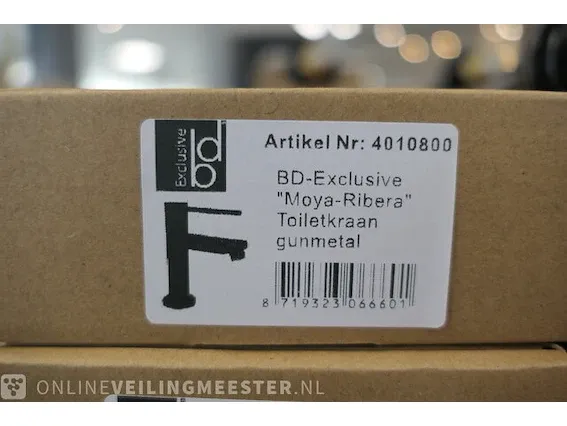 Exclusive
bd
Artikel Nr: 4010800
BD-Exclusive
"Moya-Ribera"
Toiletkraan
gunmetal
8 719323 066601
ONLINEVEILINGMEESTER.NL